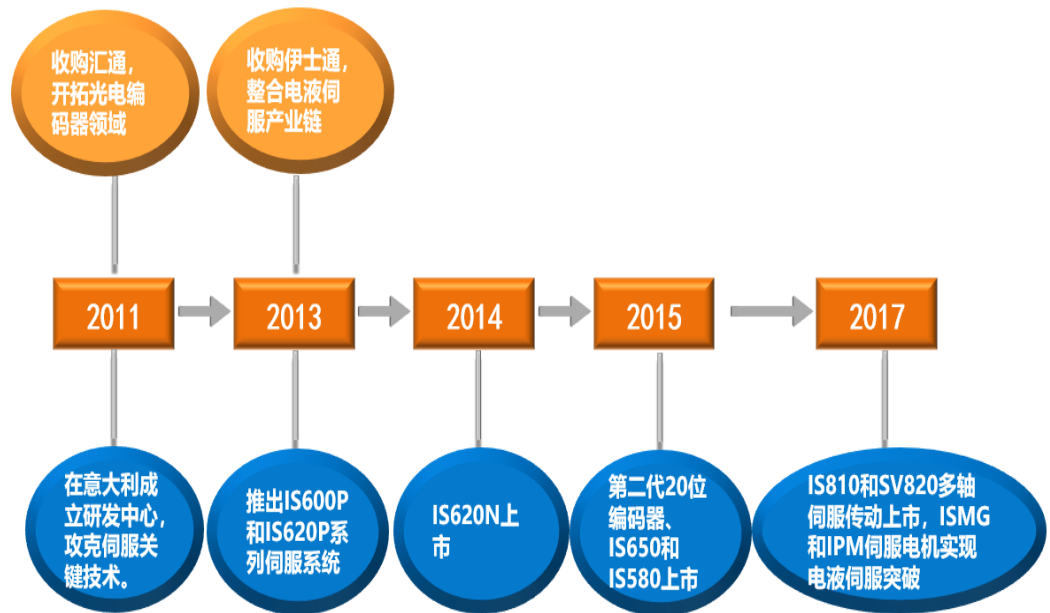 收购汇通，
开拓光电编
码器领域
收购伊士通，
整合电液伺
服产业链
2011
2013
2014
2015
2017
在意大利成
立研发中心，
攻克伺服关
键技术。
推出IS600P
和IS620P系
列伺服系统
IS620N上
市
第二代20位
编码器、
IS650和
IS580上市
IS810和SV820多轴
伺服传动上市，ISMG
和IPM伺服电机实现
电液伺服突破